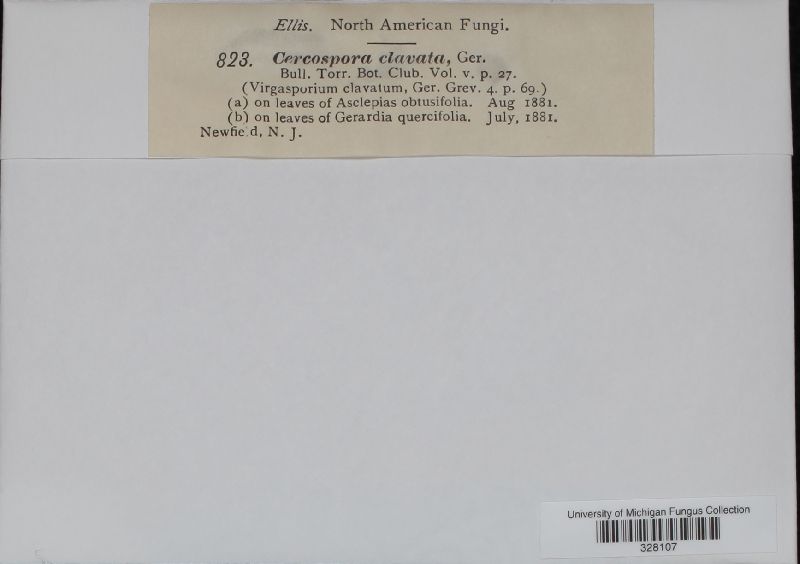 Ellis. North American Fungi.
823. Cercospora clavata, Ger.
Bull. Torr. Bot. Club. Vol. v. p. 27.
(Virgasporium clavatum, Ger. Grev. 4. p. 69.)
(a) on leaves of Asclepias obtusifolia. Aug 1881.
(b) on leaves of Gerardia quercifolia. July, 1881.
Newfield, N. J.
University of Michigan Fungus Collection
328107